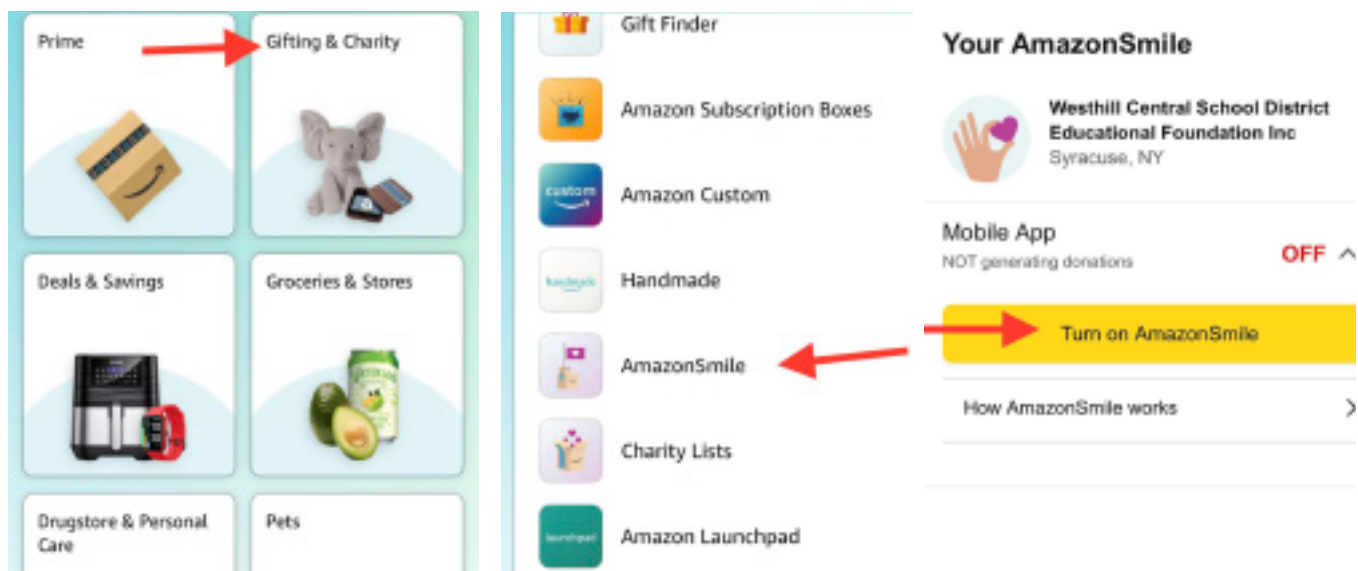 Prime
Gifting & Charity
Deals & Savings
Groceries & Stores
Drugstore & Personal
Care
Pets
Gift Finder
Amazon Subscription Boxes
custom
Amazon Custom
handmade
Handmade
AmazonSmile
Charity Lists
launchpad
Amazon Launchpad
Your AmazonSmile
Westhill Central School District
Educational Foundation Inc
Syracuse, NY
Mobile App
NOT generating donations
OFF
Turn on AmazonSmile
How AmazonSmile works